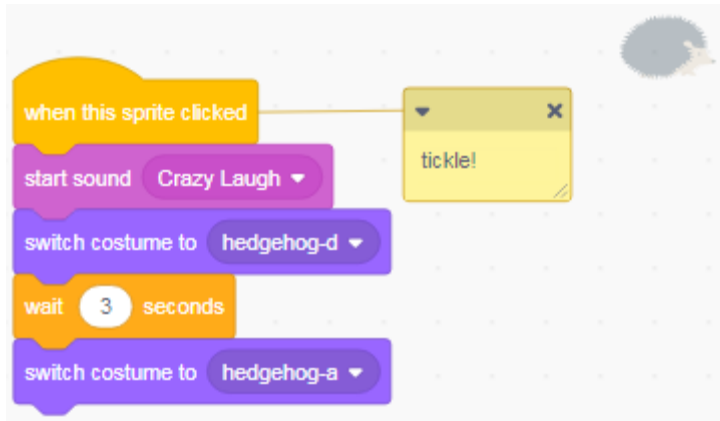 when this sprite clicked
tickle!
start sound Crazy Laugh
switch costume to hedgehog-d
wait 3 seconds
switch costume to hedgehog-a